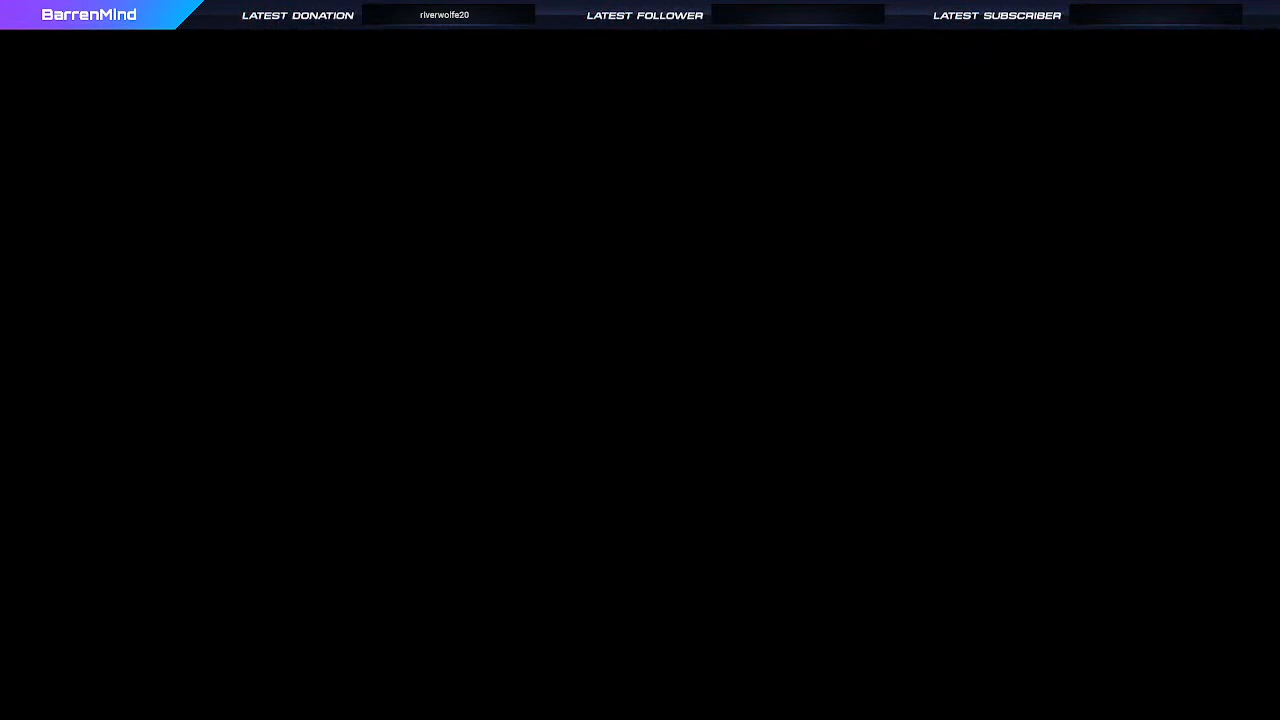 BarrenMind
LATEST DONATION
riverwolfe20
LATEST FOLLOWER
LATEST SUBSCRIBER